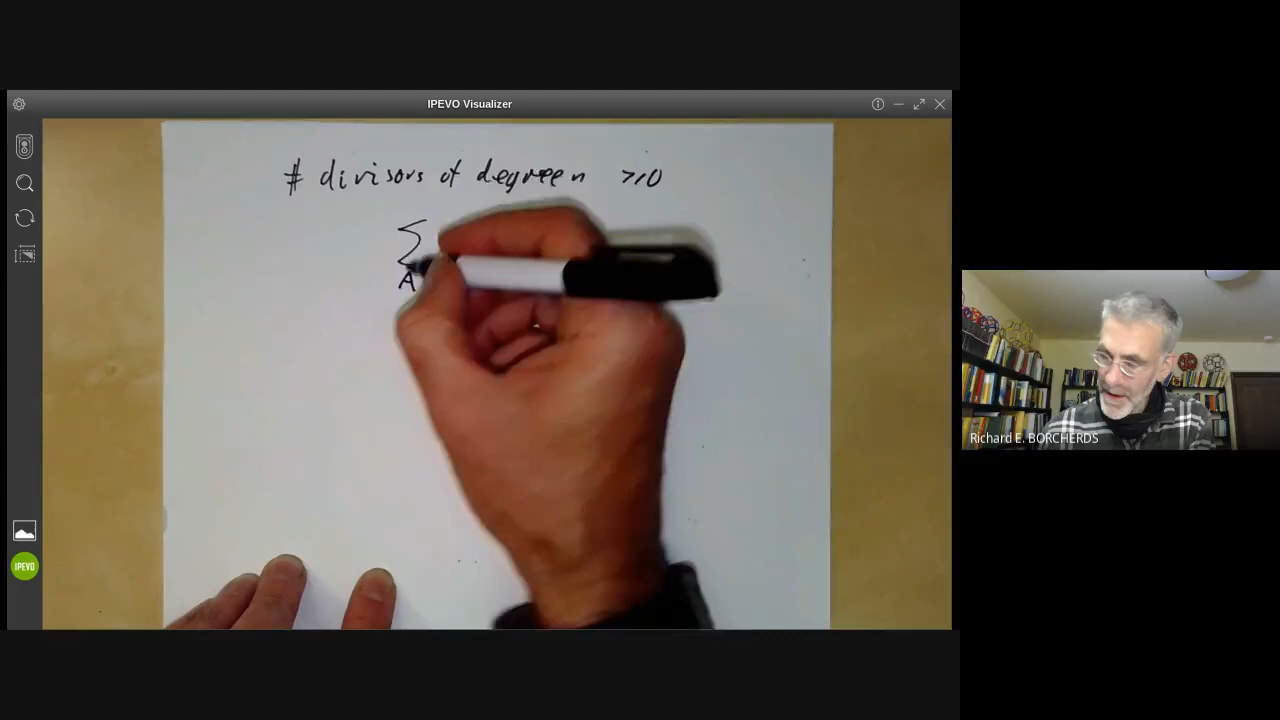 IPEVO Visualizer
# divisors of degree n ≥0
Σ
A
IPEVO
Richard E. BORCHERDS